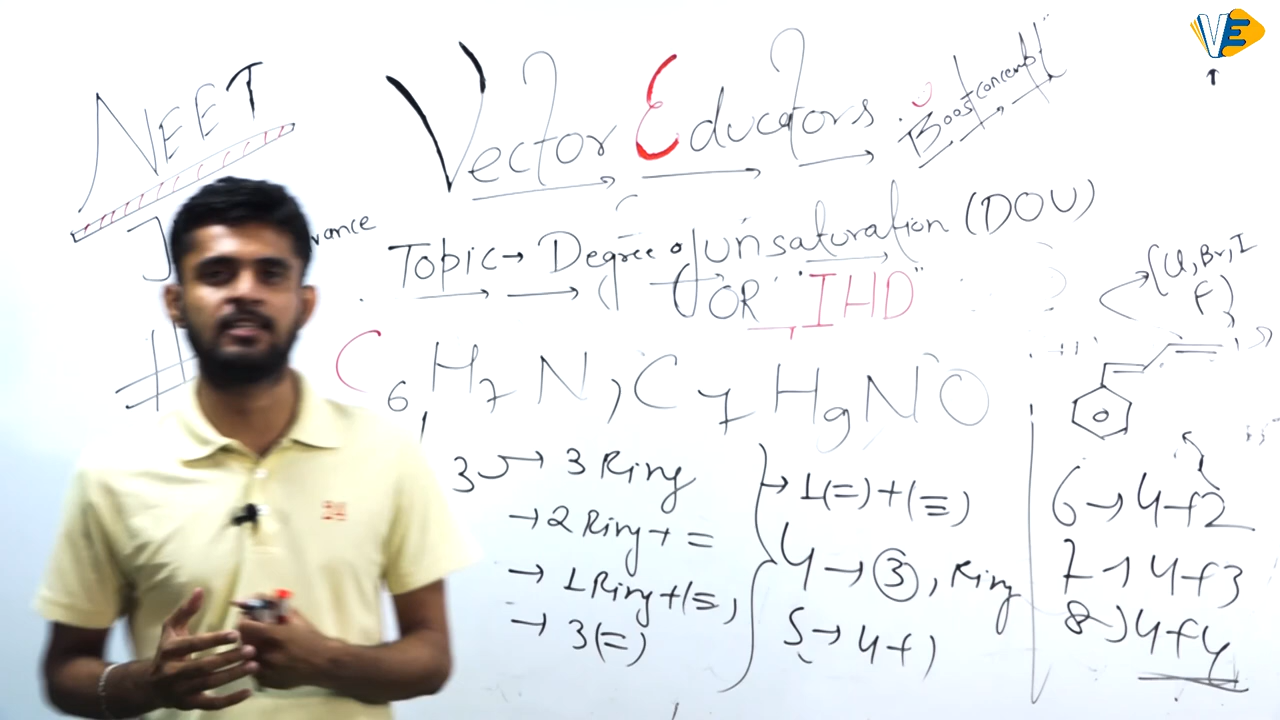 VE
NEET
Vector Educators
Boost concept
vance
Topic → Degree of Unsaturation (DOU)
OR "IHD"
(Cl, Br, I
F)
#
C6H7N, C7H9NO
3 → 3 Ring
→ 2 Ring + =
→ 1 Ring + (≡)
→ 3(=)
→ 1(=) + (≡)
4 → 3, Ring
5 → 4+1
6 → 4+2
7 → 4+3
8 → 4+4